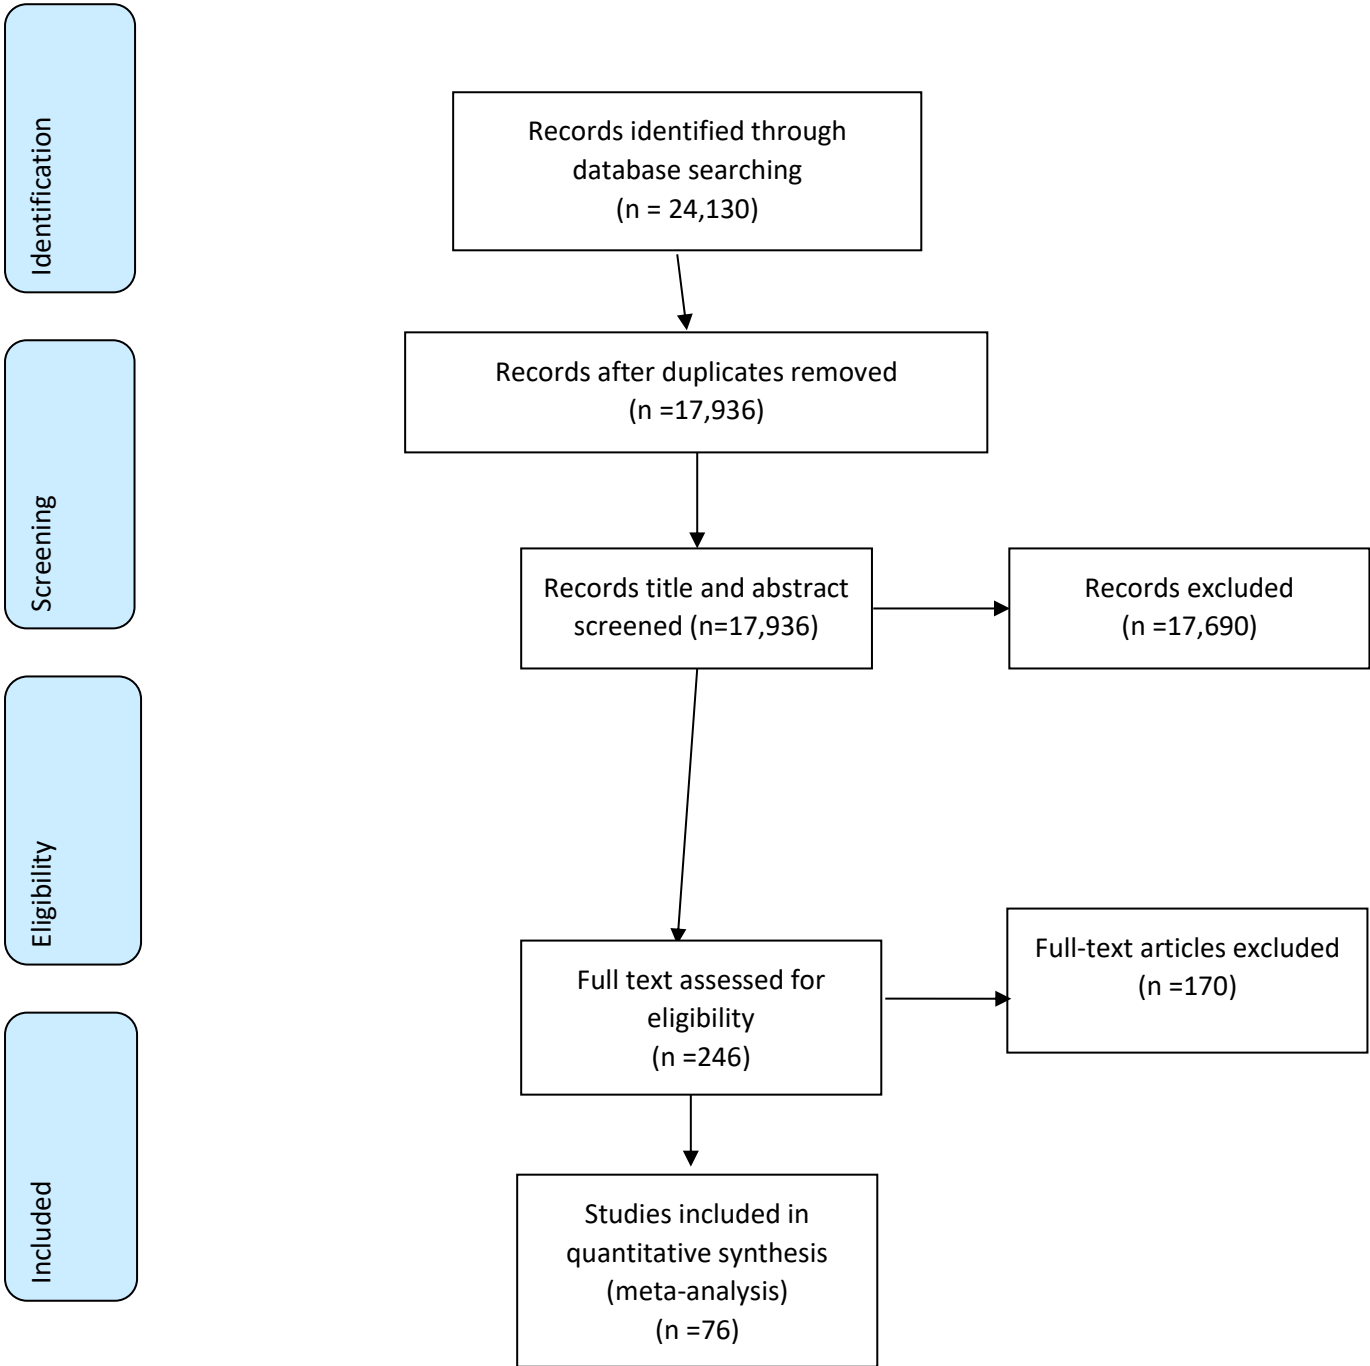 Identification
Records identified through
database searching
(n = 24,130)
Screening
Records after duplicates removed
(n =17,936)
Records title and abstract
screened (n=17,936)
Records excluded
(n =17,690)
Eligibility
Full text assessed for
eligibility
(n =246)
Full-text articles excluded
(n =170)
Included
Studies included in
quantitative synthesis
(meta-analysis)
(n =76)